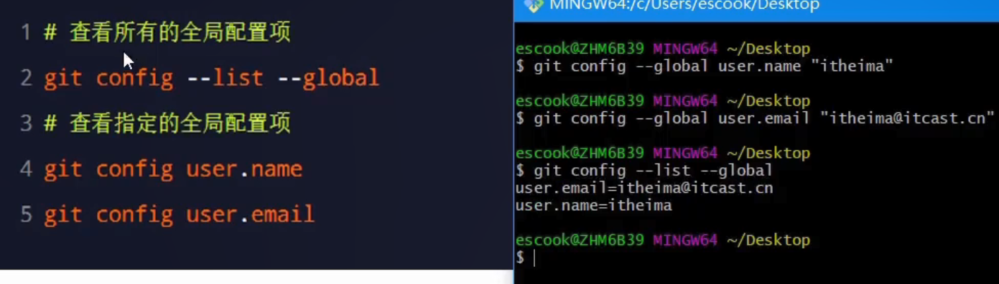 1 # 查看所有的全局配置项
2 git config --list --global
3 # 查看指定的全局配置项
4 git config user.name
5 git config user.email
MINGW64:/c/Users/escook/Desktop
escook@ZHM6B39 MINGW64 ~/Desktop
$ git config --global user.name "itheima"
escook@ZHM6B39 MINGW64 ~/Desktop
$ git config --global user.email "itheima@itcast.cn"
escook@ZHM6B39 MINGW64 ~/Desktop
$ git config --list --global
user.email=itheima@itcast.cn
user.name=itheima
escook@ZHM6B39 MINGW64 ~/Desktop
$